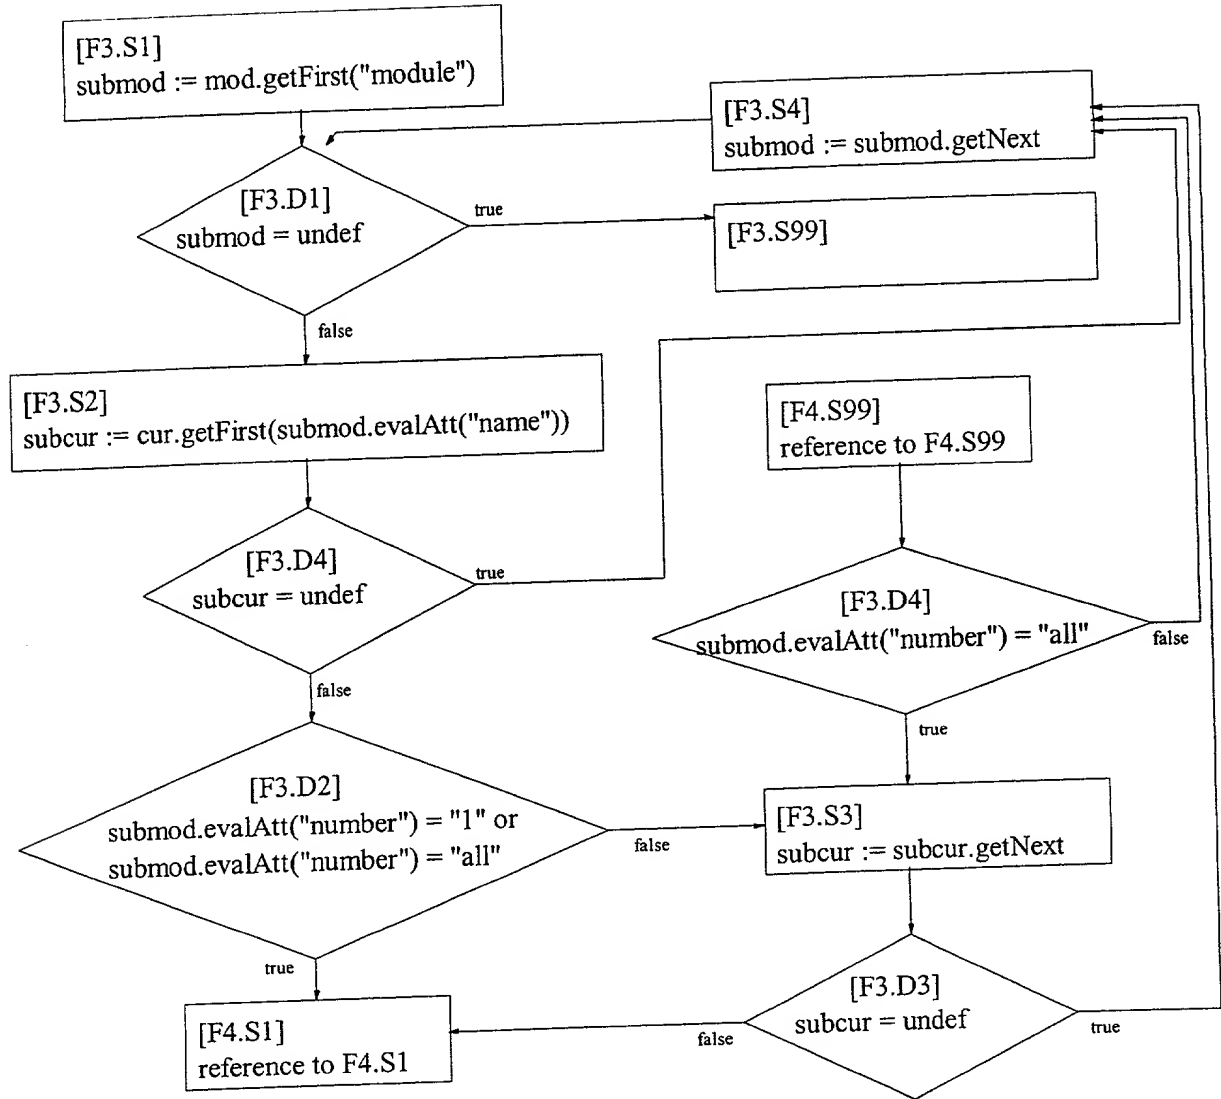 [F3.S1]
submod := mod.getFirst("module")
[F3.S4]
submod := submod.getNext
[F3.D1]
submod = undef
true
[F3.S99]
false
[F3.S2]
subcur := cur.getFirst(submod.evalAtt("name"))
[F4.S99]
reference to F4.S99
[F3.D4]
subcur = undef
true
[F3.D4]
submod.evalAtt("number") = "all"
false
false
true
[F3.D2]
submod.evalAtt("number") = "1" or
submod.evalAtt("number") = "all"
false
[F3.S3]
subcur := subcur.getNext
true
[F3.D3]
subcur = undef
true
false
[F4.S1]
reference to F4.S1